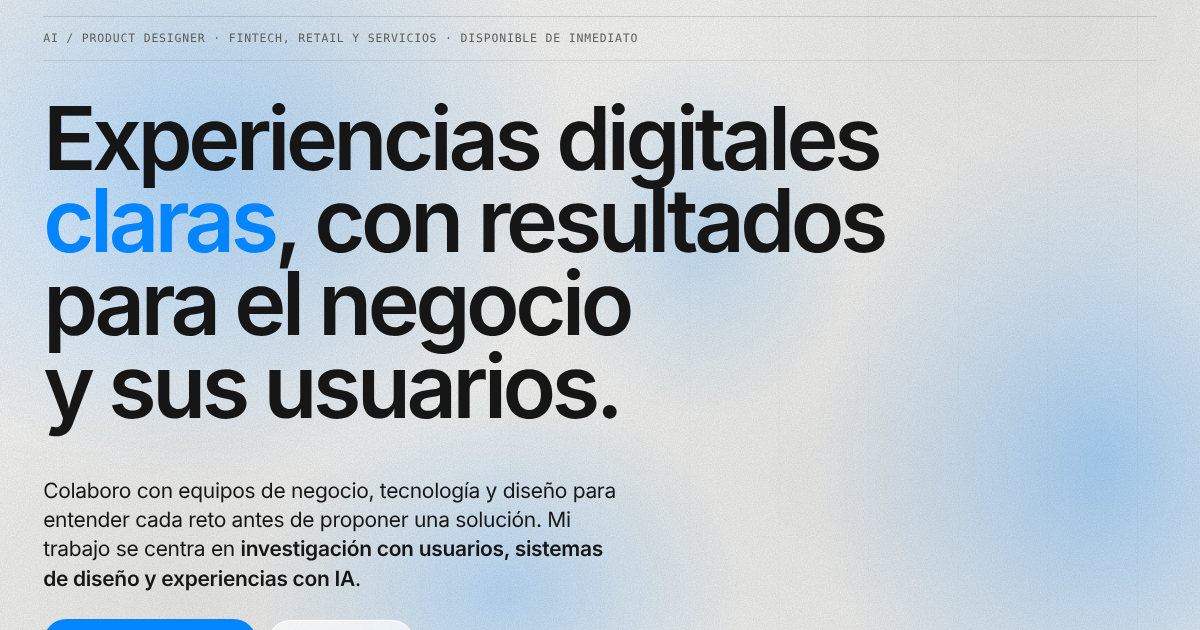 AI / PRODUCT DESIGNER · FINTECH, RETAIL Y SERVICIOS · DISPONIBLE DE INMEDIATO
Experiencias digitales
claras, con resultados
para el negocio
y sus usuarios.
Colaboro con equipos de negocio, tecnología y diseño para
entender cada reto antes de proponer una solución. Mi
trabajo se centra en investigación con usuarios, sistemas
de diseño y experiencias con IA.